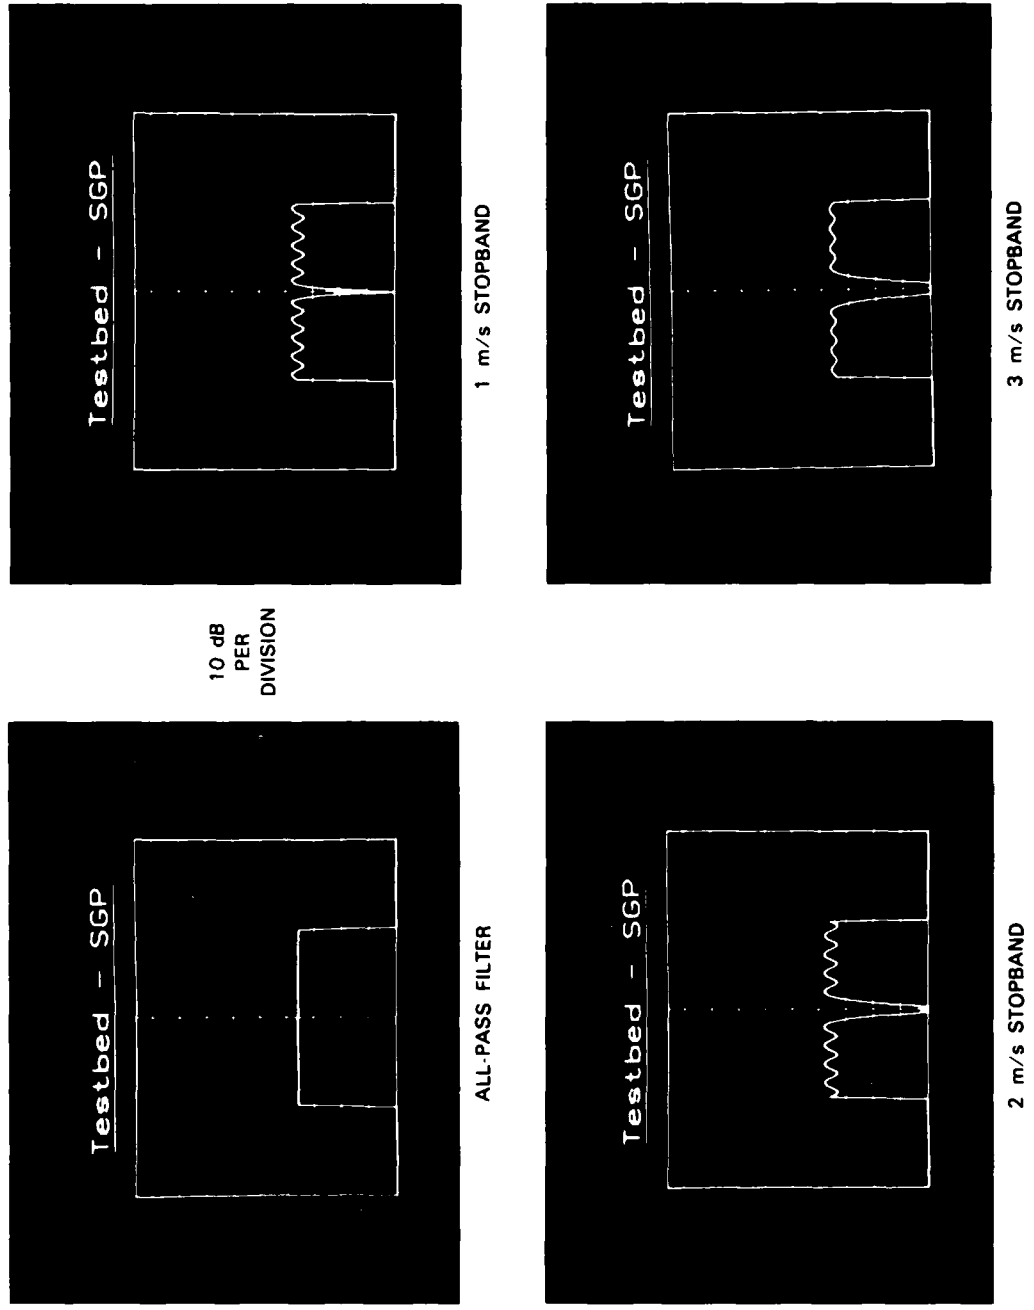 Testbed - SGP
ALL-PASS FILTER
10 dB
PER
DIVISION
Testbed - SGP
1 m/s STOPBAND
Testbed - SGP
2 m/s STOPBAND
Testbed - SGP
3 m/s STOPBAND